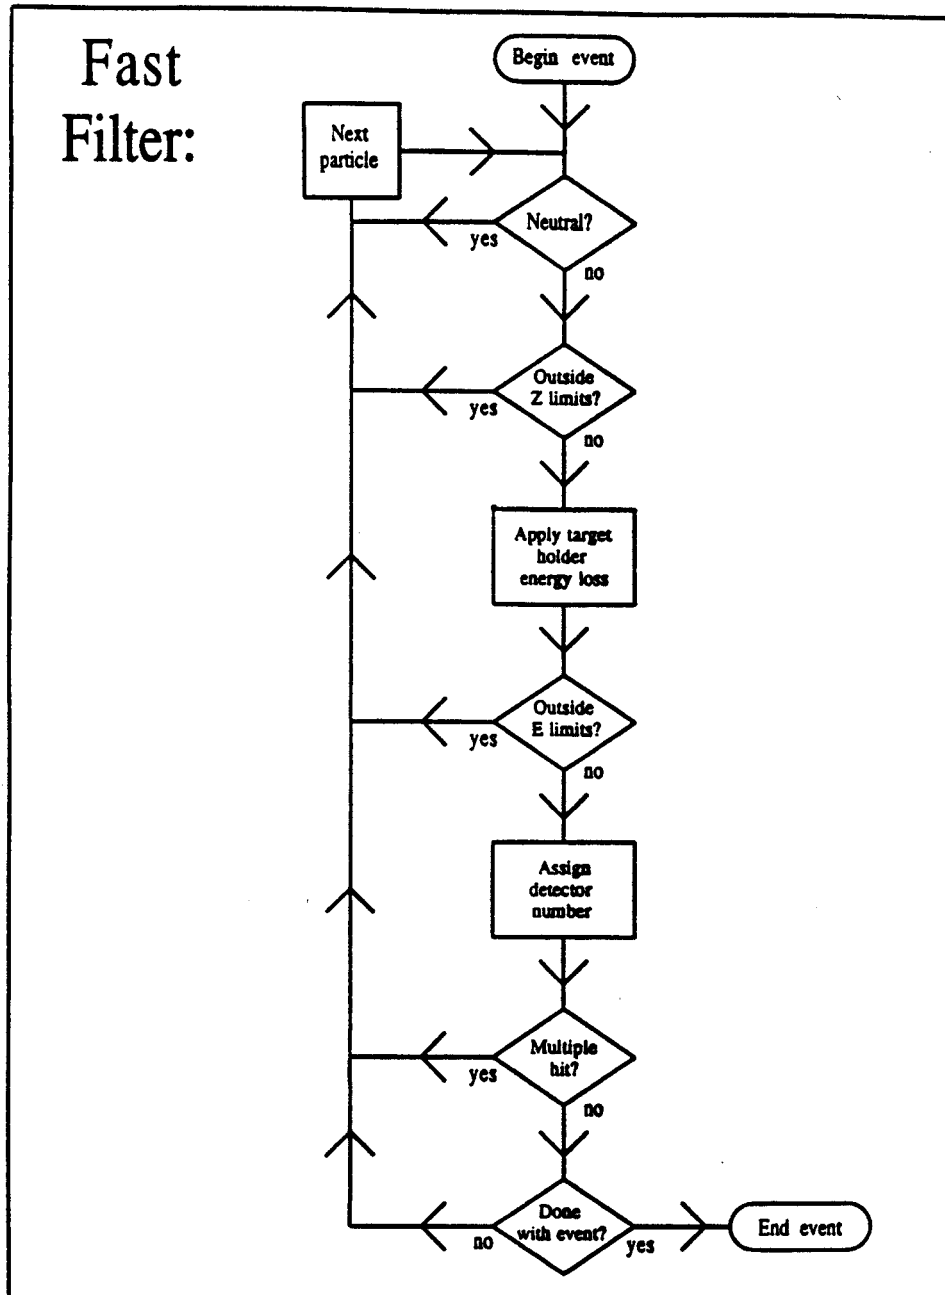 Fast
Filter:
Begin event
Next
particle
Neutral?
yes
no
Outside
Z limits?
yes
no
Apply target
holder
energy loss
Outside
E limits?
yes
no
Assign
detector
number
Multiple
hit?
yes
no
Done
with event?
no
yes
End event